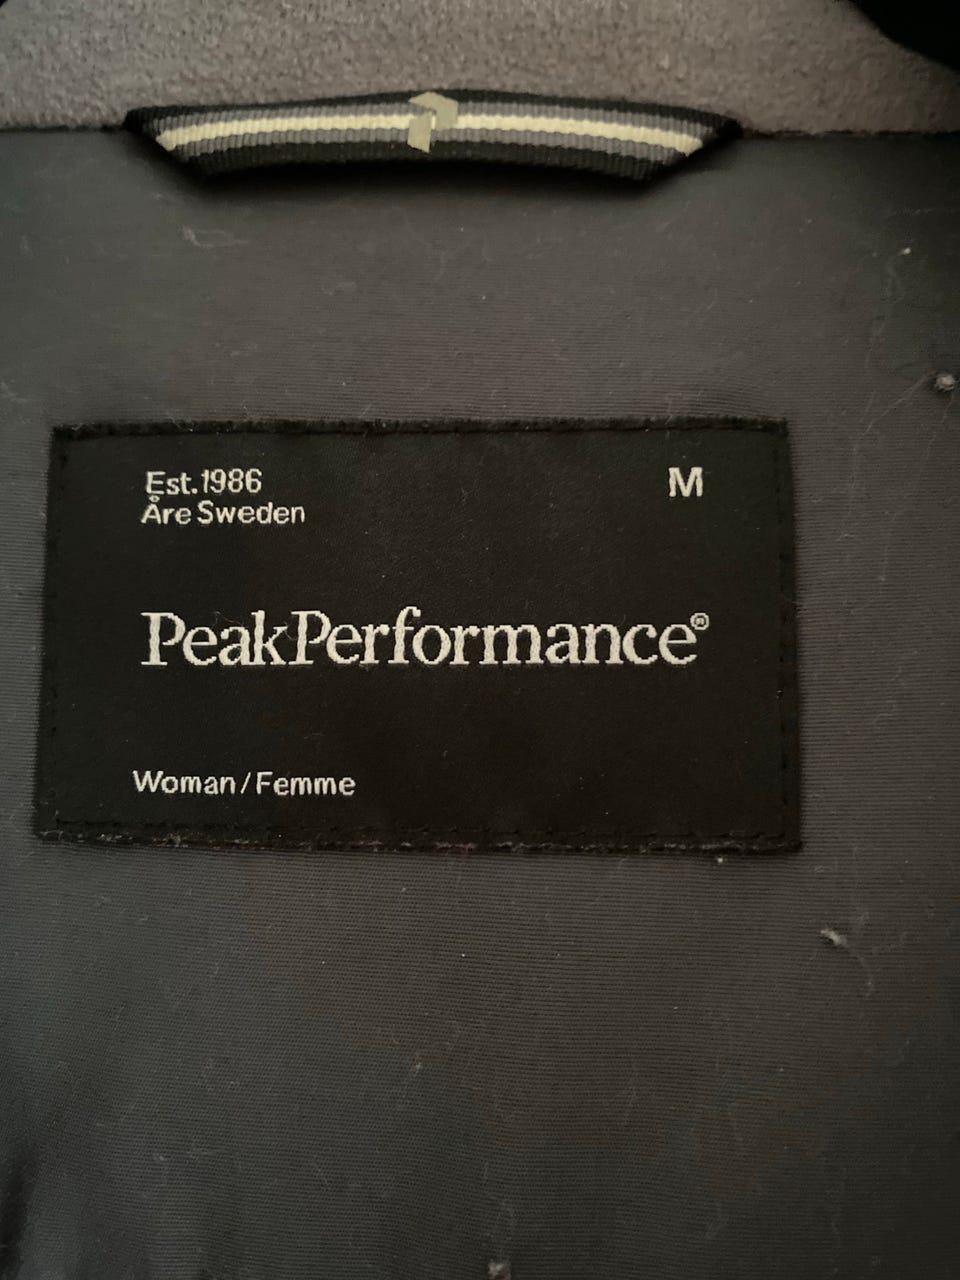 Est. 1986
Åre Sweden
M
PeakPerformance®
Woman/Femme